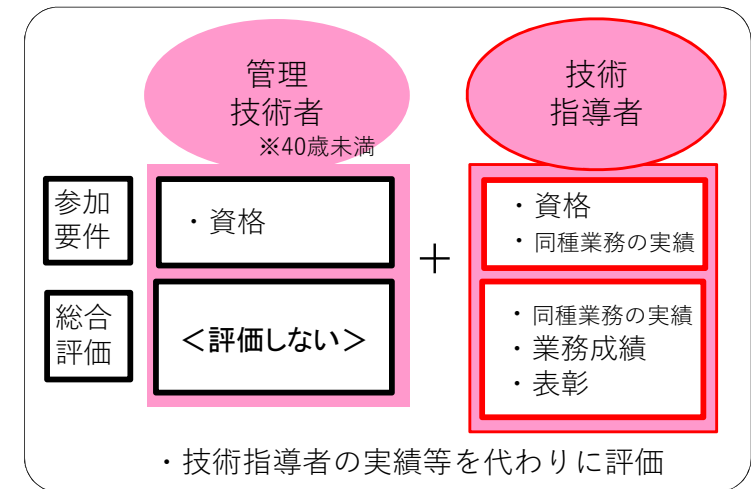 管理
技術者
※40歳未満
技術
指導者
参加
要件
・資格
＋
・資格
・同種業務の実績
総合
評価
＜評価しない＞
・同種業務の実績
・業務成績
・表彰
・技術指導者の実績等を代わりに評価